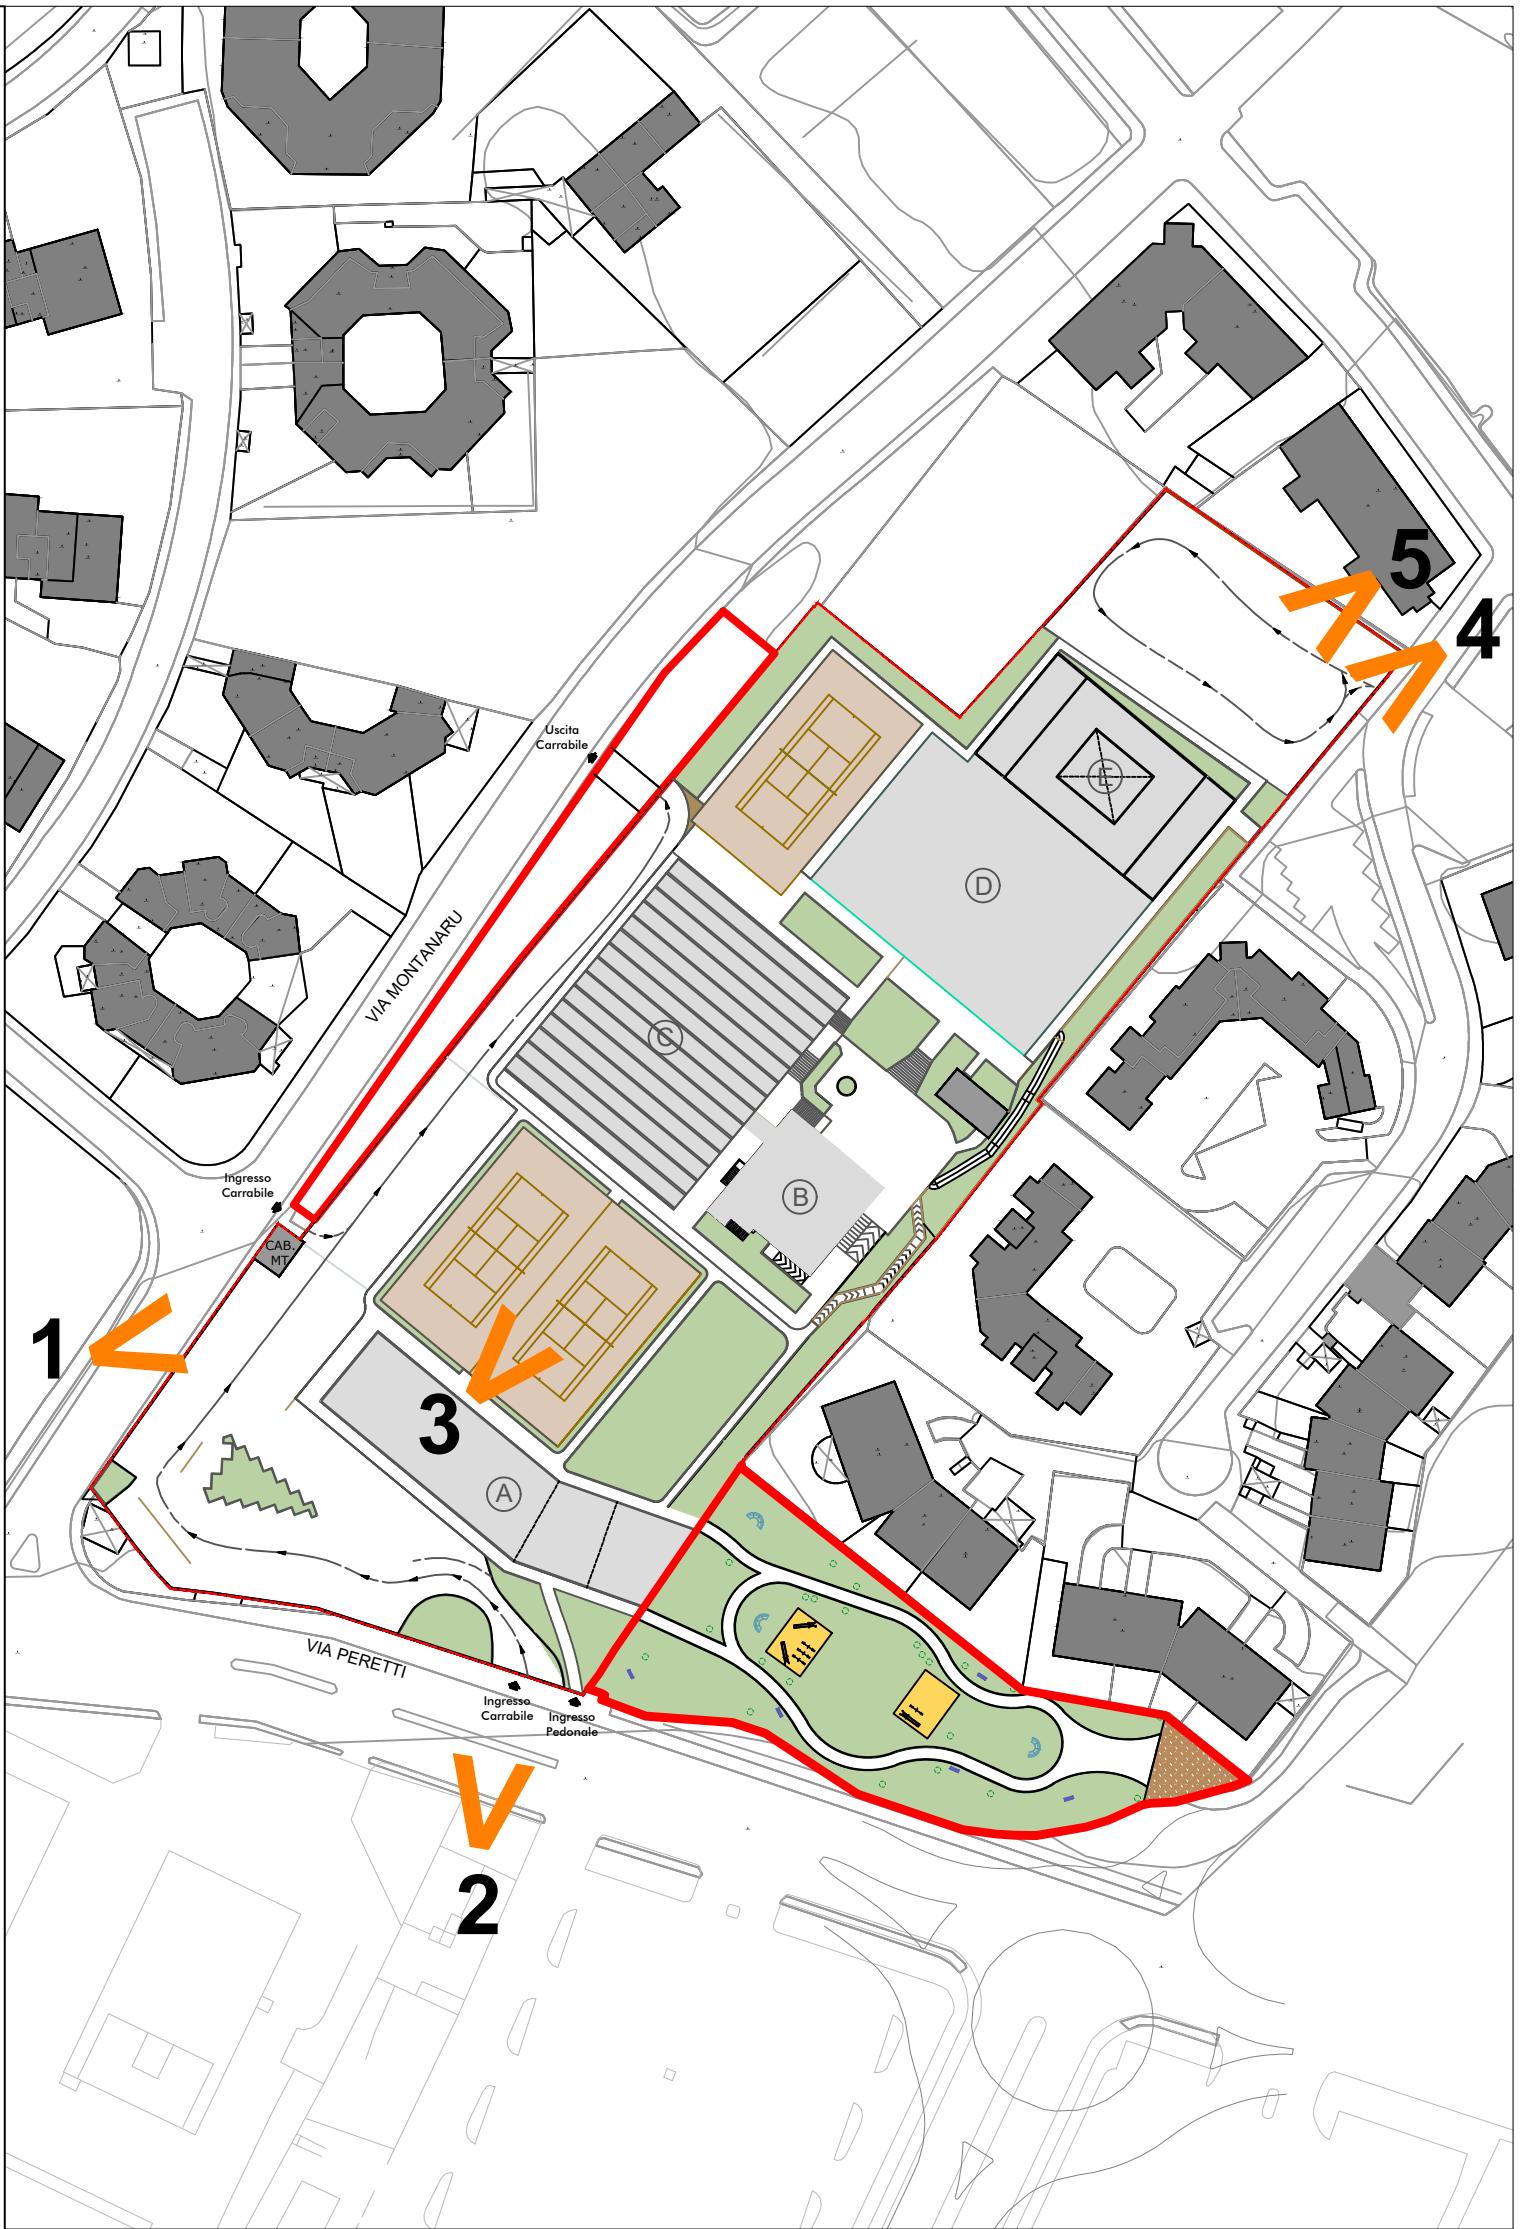 5
4
Uscita
Carrabile
E
D
VIA MONTANARU
C
Ingresso
Carrabile
B
CAB.
MT
1
3
A
VIA PERETTI
Ingresso
Carrabile
Ingresso
Pedonale
2